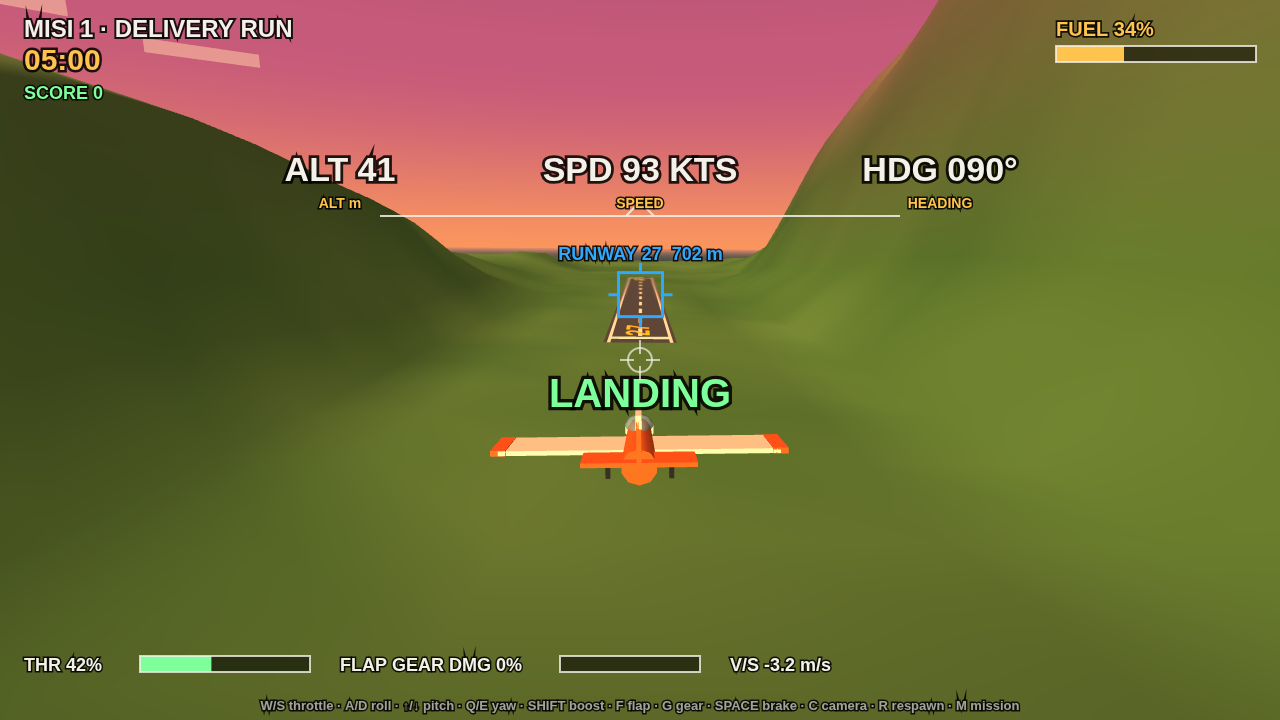 MISI 1 · DELIVERY RUN
05:00
SCORE 0
FUEL 34%
ALT 41
ALT m
SPD 93 KTS
SPEED
HDG 090°
HEADING
RUNWAY 27 702 m
27
LANDING
THR 42%
FLAP GEAR DMG 0%
V/S -3.2 m/s
W/S throttle · A/D roll · ↑/↓ pitch · Q/E yaw · SHIFT boost · F flap · G gear · SPACE brake · C camera · R respawn · M mission